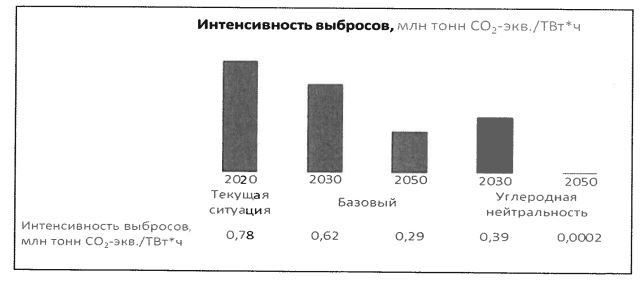 Интенсивность выбросов, млн тонн CO₂-экв./ТВт*ч
2020 2030 2050 2030 2050
Текущая ситуация
Базовый
Углеродная нейтральность
Интенсивность выбросов,
млн тонн CO₂-экв./ТВт*ч
0,78 0,62 0,29 0,39 0,0002